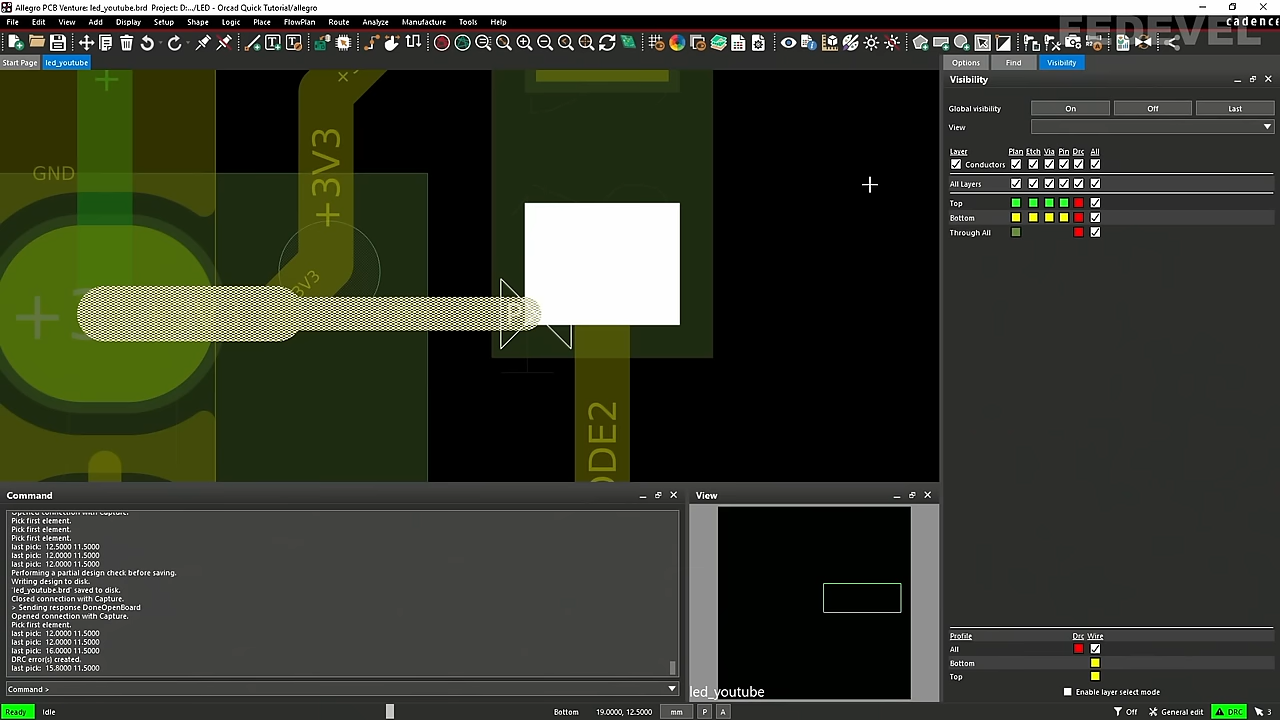 Allegro PCB Venture: led_youtube.brd Project: D:.../LED - Orcad Quick Tutorial/allegro
File Edit View Add Display Setup Shape Logic Place FlowPlan Route Analyze Manufacture Tools Help
cadence
FEDEVEL
Start Page led_youtube
Options Find Visibility
Visibility
Global visibility On Off Last
View
Layer Plan Etch Via Pin Drc All
Conductors
All Layers
Top
Bottom
Through All
GND
+3V3
3V3
+3
DE2
Command
Opened connection with Capture.
Pick first element.
Pick first element.
Pick first element.
last pick: 12.5000 11.5000
last pick: 12.0000 11.5000
last pick: 12.0000 11.5000
Performing a partial design check before saving.
Writing design to disk.
'led_youtube.brd' saved to disk.
Closed connection with Capture.
> Sending response DoneOpenBoard
Opened connection with Capture.
Pick first element.
last pick: 12.0000 11.5000
last pick: 12.0000 11.5000
last pick: 16.0000 11.5000
DRC error(s) created.
last pick: 15.8000 11.5000
Command >
View
led_youtube
Profile Drc Wire
All
Bottom
Top
Enable layer select mode
Ready Idle Bottom 19.0000, 12.5000 mm P A Off General edit DRC 3